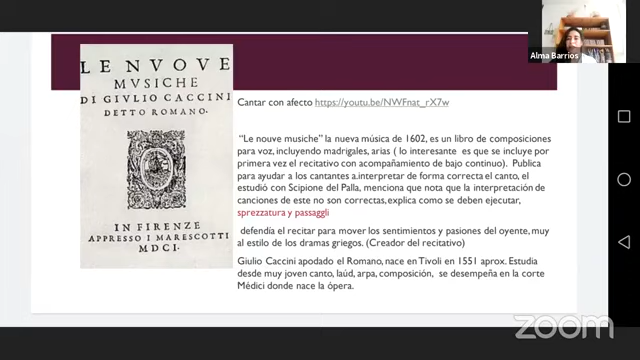 LE NVOVE
MVSICHE
DI GIVLIO CACCINI
DETTO ROMANO.
IN FIRENZE
APPRESSO I MARESCOTTI
MDCI.
Cantar con afecto https://youtu.be/NWFnat_rX7w
“Le nouve musiche” la nueva música de 1602, es un libro de composiciones
para voz, incluyendo madrigales, arias ( lo interesante es que se incluye por
primera vez el recitativo con acompañamiento de bajo continuo). Publica
para ayudar a los cantantes a.interpretar de forma correcta el canto, el
estudió con Scipione del Palla, menciona que nota que la interpretación de
canciones de este no son correctas, explica como se deben ejecutar,
sprezzatura y passaggli
defendía el recitar para mover los sentimientos y pasiones del oyente, muy
al estilo de los dramas griegos. (Creador del recitativo)
Giulio Caccini apodado el Romano, nace en Tivoli en 1551 aprox. Estudia
desde muy joven canto, laúd, arpa, composición, se desempeña en la corte
Médici donde nace la ópera.
Alma Barrios
zoom